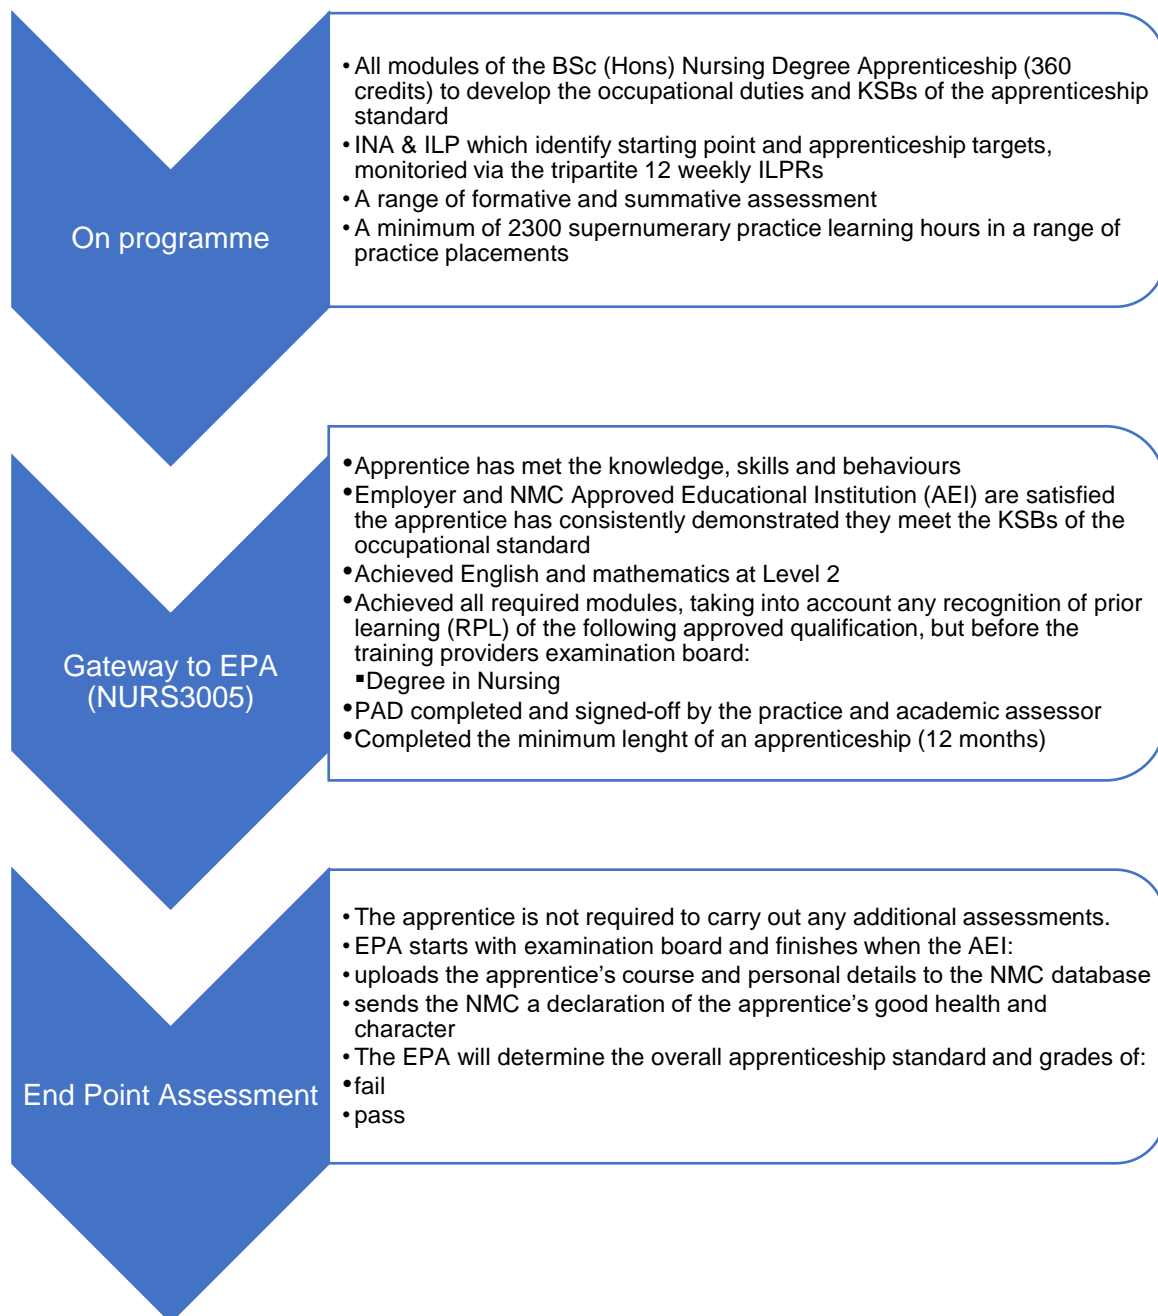 On programme
• All modules of the BSc (Hons) Nursing Degree Apprenticeship (360
credits) to develop the occupational duties and KSBs of the apprenticeship
standard
• INA & ILP which identify starting point and apprenticeship targets,
monitoried via the tripartite 12 weekly ILPRs
• A range of formative and summative assessment
• A minimum of 2300 supernumerary practice learning hours in a range of
practice placements
Gateway to EPA
(NURS3005)
• Apprentice has met the knowledge, skills and behaviours
• Employer and NMC Approved Educational Institution (AEI) are satisfied
the apprentice has consistently demonstrated they meet the KSBs of the
occupational standard
• Achieved English and mathematics at Level 2
• Achieved all required modules, taking into account any recognition of prior
learning (RPL) of the following approved qualification, but before the
training providers examination board:
▪ Degree in Nursing
• PAD completed and signed-off by the practice and academic assessor
• Completed the minimum lenght of an apprenticeship (12 months)
End Point Assessment
• The apprentice is not required to carry out any additional assessments.
• EPA starts with examination board and finishes when the AEI:
• uploads the apprentice’s course and personal details to the NMC database
• sends the NMC a declaration of the apprentice’s good health and
character
• The EPA will determine the overall apprenticeship standard and grades of:
• fail
• pass